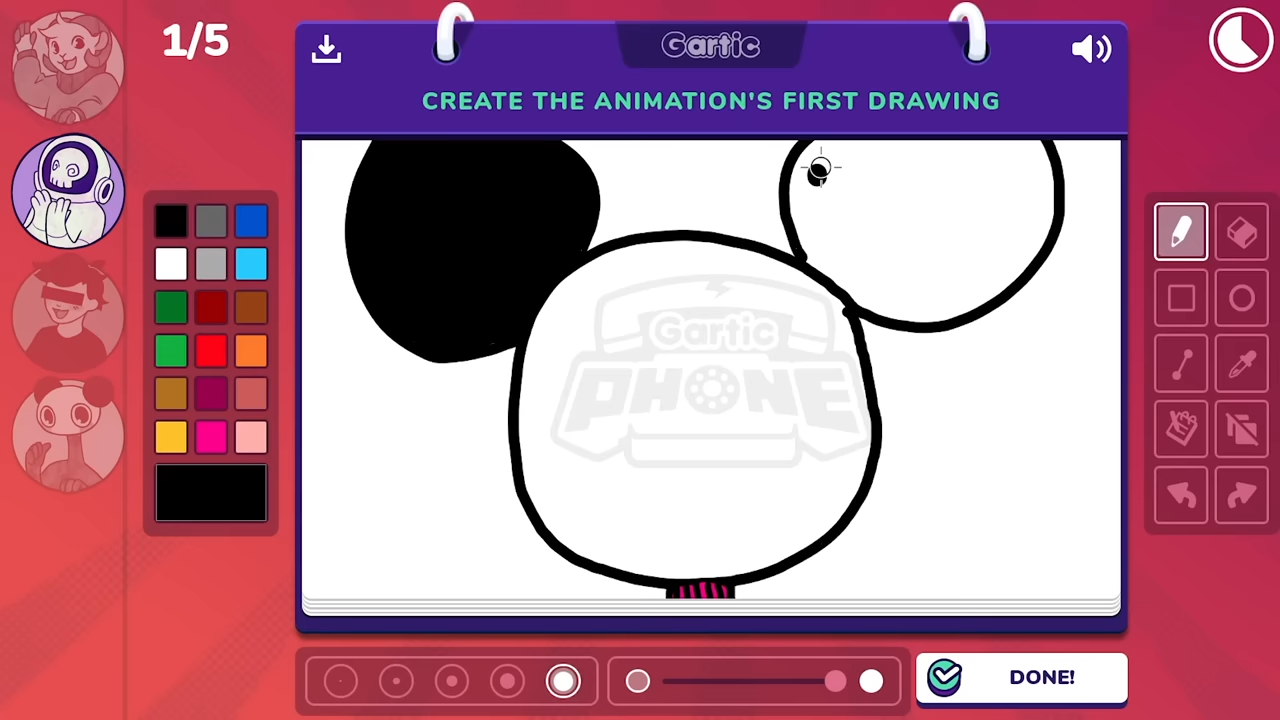 1/5
Gartic
CREATE THE ANIMATION'S FIRST DRAWING
Gartic
PHONE
DONE!